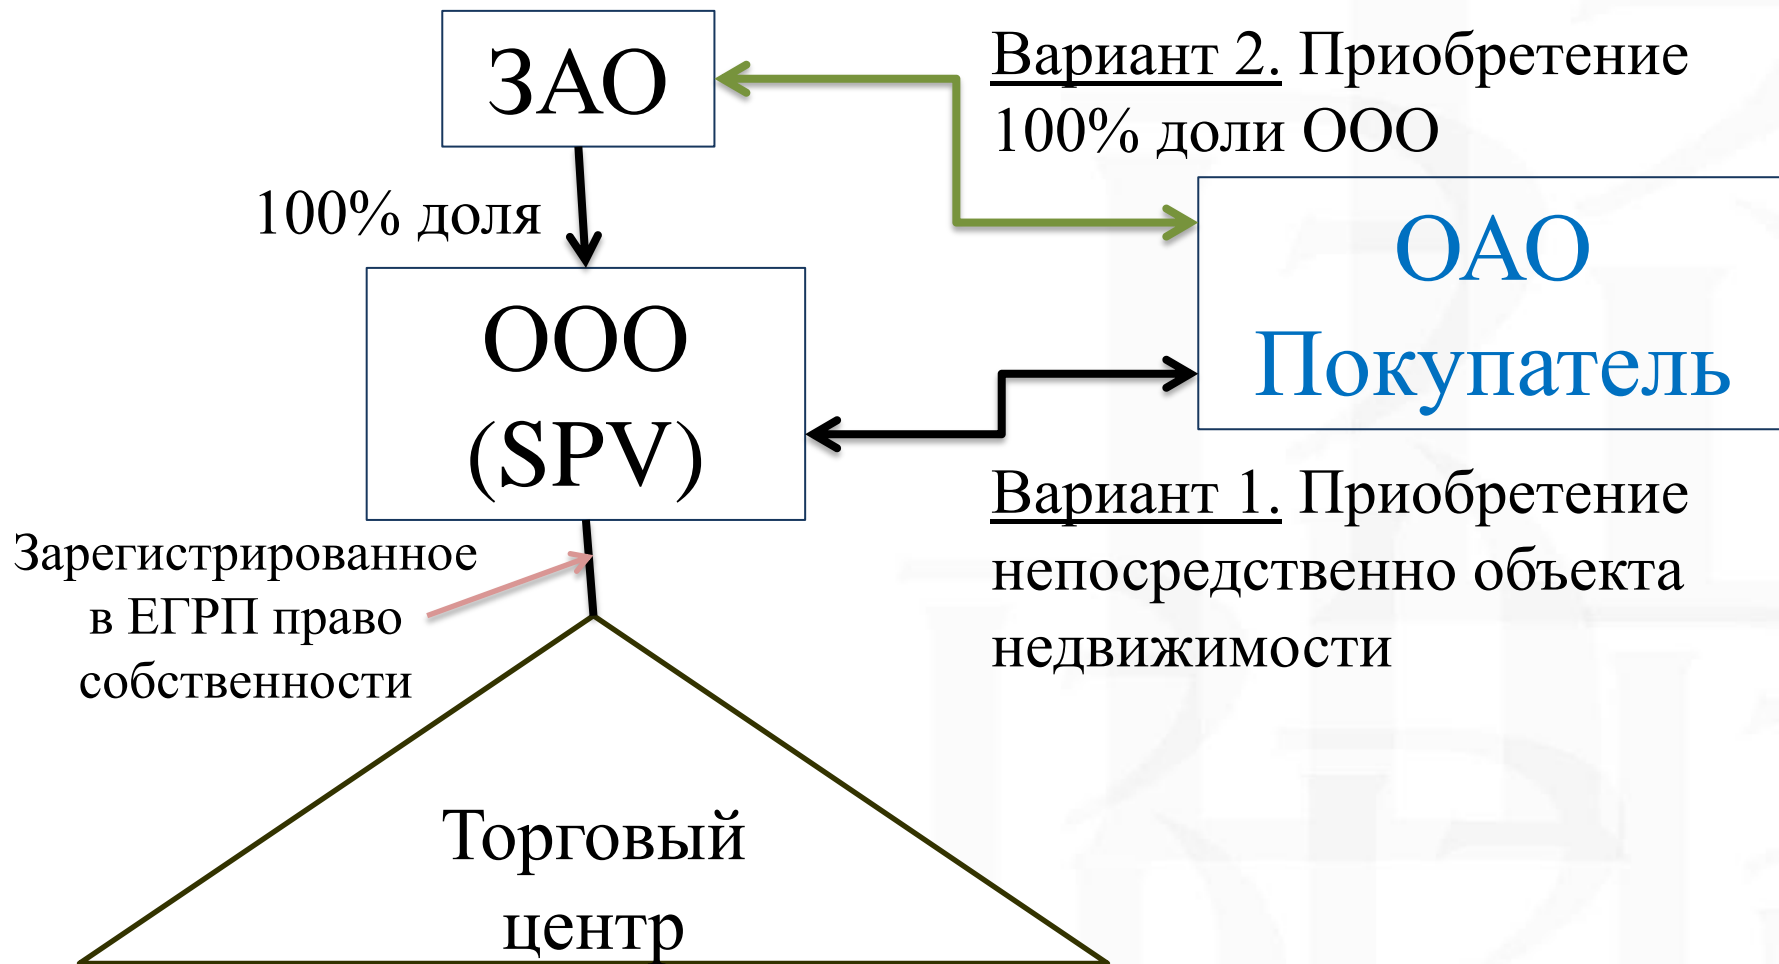 ЗАО
Вариант 2. Приобретение
100% доли ООО
100% доля
ОАО
Покупатель
ООО
(SPV)
Вариант 1. Приобретение
непосредственно объекта
недвижимости
Зарегистрированное
в ЕГРП право
собственности
Торговый
центр